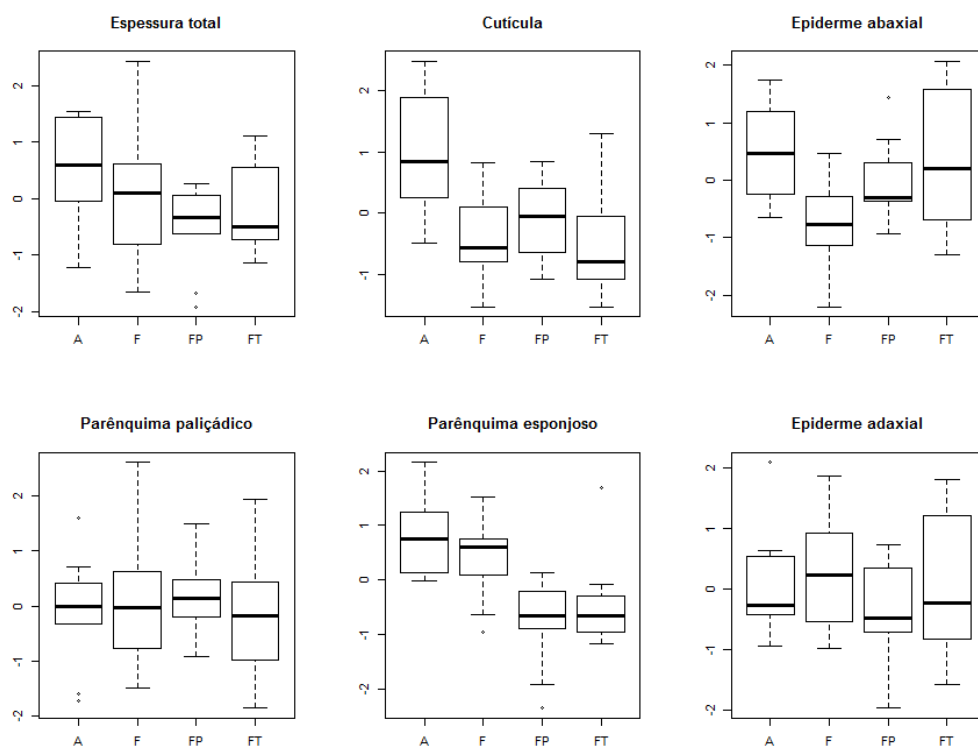 Espessura total
2
1
0
-1
-2
A F FP FT
Cutícula
2
1
0
-1
A F FP FT
Epiderme abaxial
2
1
0
-1
-2
A F FP FT
Parênquima paliçádico
2
1
0
-1
-2
A F FP FT
Parênquima esponjoso
2
1
0
-1
-2
A F FP FT
Epiderme adaxial
2
1
0
-1
-2
A F FP FT